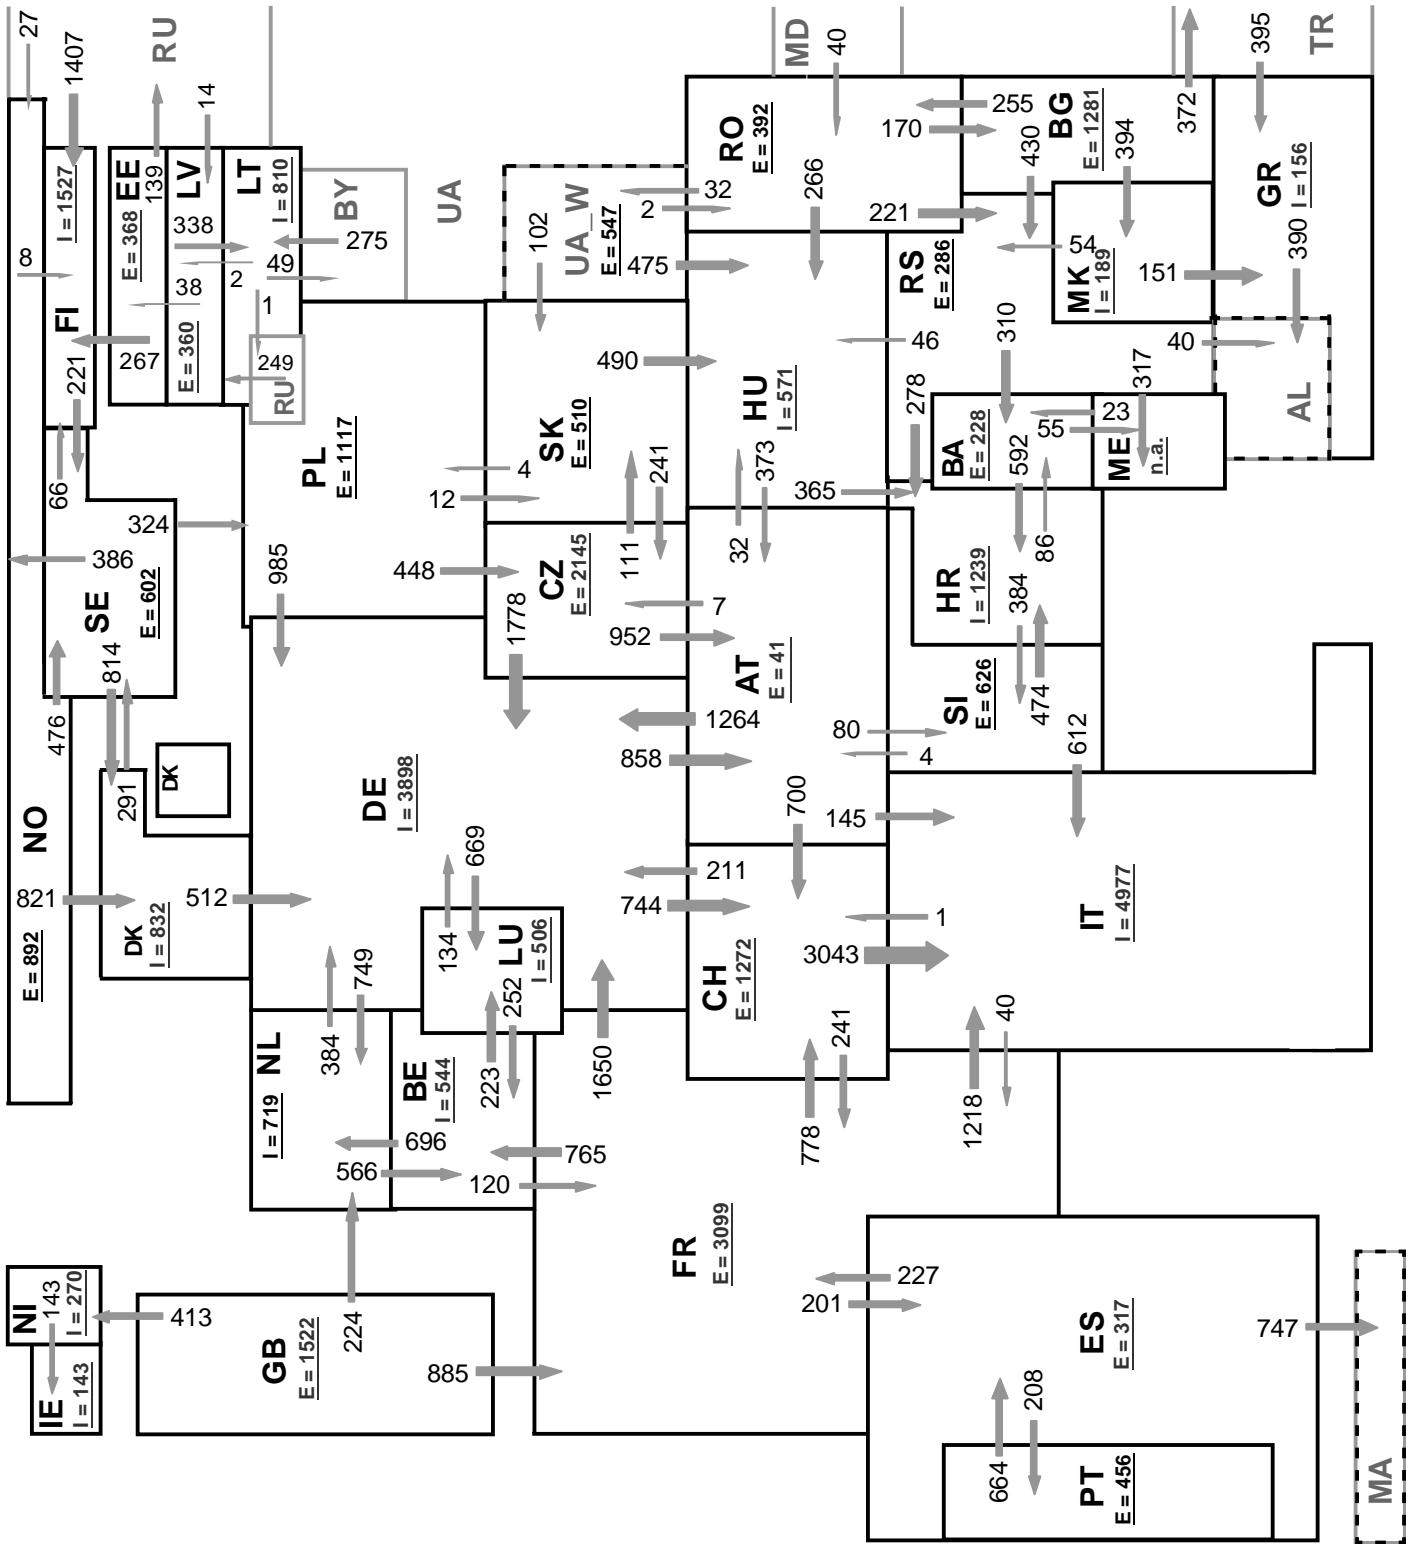 27
RU
1407
MD
40
372
395
TR
8
I = 1527
FI
221
66
EE
E = 368
139
267
14
LV
338
38
E = 360
2
LT
I = 810
49
1
249
RU
275
BY
UA
102
UA_W
E = 547
2
32
475
RO
E = 392
266
170
255
221
430
BG
E = 1281
394
GR
I = 156
390
RS
E = 286
54
MK
I = 189
151
310
40
317
AL
46
278
BA
E = 228
592
55
23
ME
n.a.
86
324
386
SE
E = 602
814
476
291
PL
E = 1117
985
12
4
448
SK
E = 510
490
241
111
CZ
E = 2145
1778
7
952
HU
I = 571
32
373
365
HR
I = 1239
384
474
SI
E = 626
612
AT
E = 41
1264
858
80
4
700
145
NO
821
E = 892
DK
DK
I = 832
512
DE
I = 3898
669
134
LU
I = 506
252
223
211
744
CH
E = 1272
1
3043
241
778
IT
I = 4977
40
1218
384
749
NL
I = 719
BE
I = 544
1650
696
566
765
120
NI
143
I = 270
413
IE
I = 143
GB
E = 1522
224
885
FR
E = 3099
227
201
ES
E = 317
747
208
664
PT
E = 456
MA